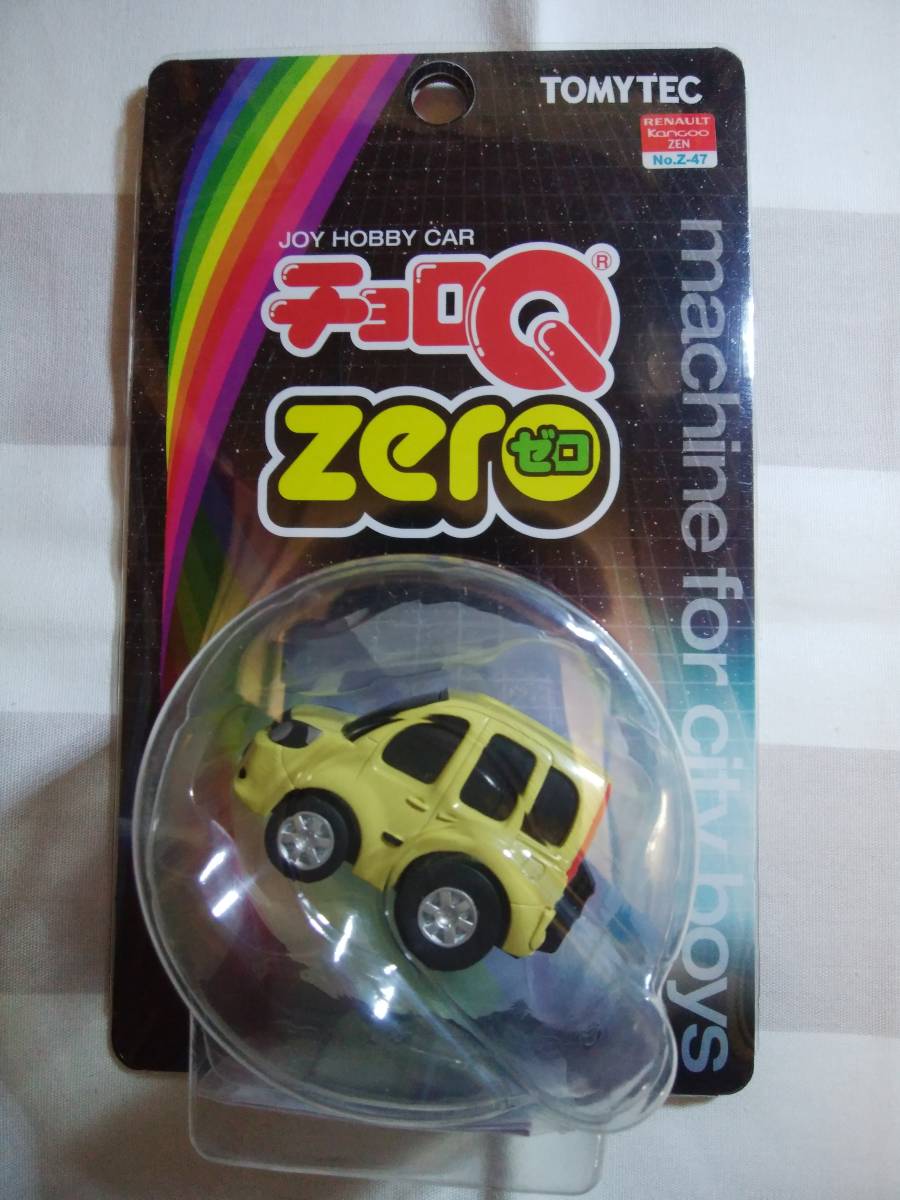 TOMYTEC
RENAULT
Kangoo
ZEN
No.Z-47
JOY HOBBY CAR
チョロQ®
zero
ゼロ
machine for city boys